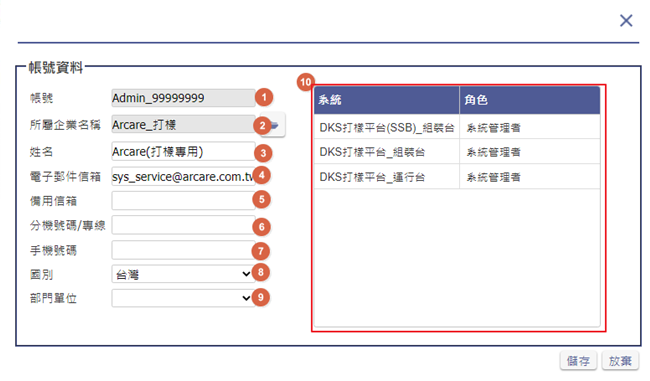 帳號資料
帳號 Admin_99999999 1
所屬企業名稱 Arcare_打樣 2
姓名 Arcare(打樣專用) 3
電子郵件信箱 sys_service@arcare.com.tw 4
備用信箱 5
分機號碼/專線 6
手機號碼 7
國別 台灣 8
部門單位 9
10
系統 角色
DKS打樣平台(SSB)_組裝台 系統管理者
DKS打樣平台_組裝台 系統管理者
DKS打樣平台_運行台 系統管理者
儲存 放棄